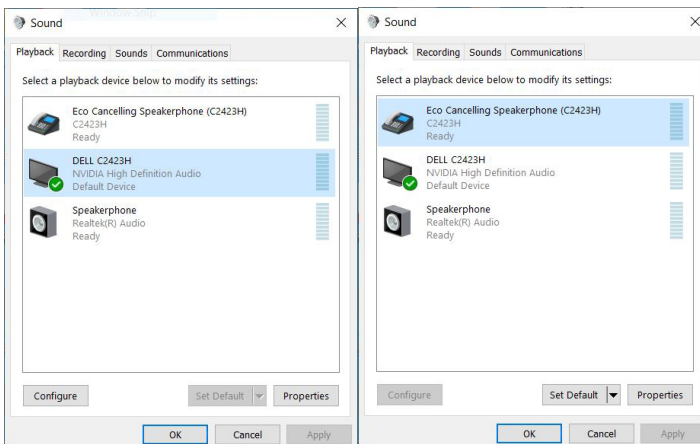 Window Snip
Sound
Playback Recording Sounds Communications
Select a playback device below to modify its settings:
Eco Cancelling Speakerphone (C2423H)
C2423H
Ready
DELL C2423H
NVIDIA High Definition Audio
Default Device
Speakerphone
Realtek(R) Audio
Ready
Configure Set Default Properties
OK Cancel Apply
Sound
Playback Recording Sounds Communications
Select a playback device below to modify its settings:
Eco Cancelling Speakerphone (C2423H)
C2423H
Ready
DELL C2423H
NVIDIA High Definition Audio
Default Device
Speakerphone
Realtek(R) Audio
Ready
Configure Set Default Properties
OK Cancel Apply